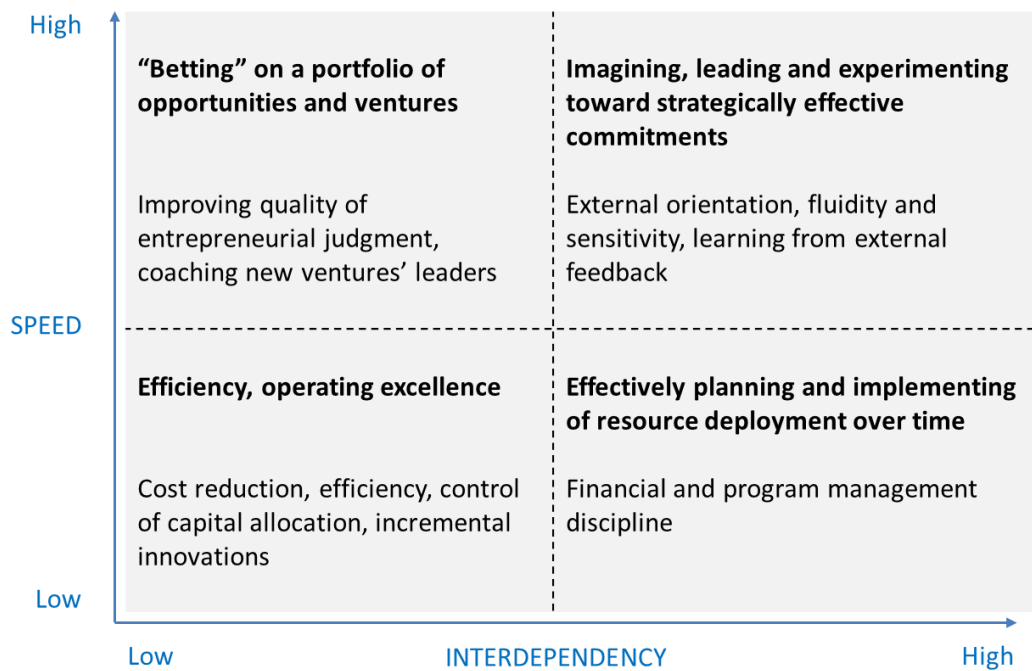 High
“Betting” on a portfolio of
opportunities and ventures
Improving quality of
entrepreneurial judgment,
coaching new ventures’ leaders
Imagining, leading and experimenting
toward strategically effective
commitments
External orientation, fluidity and
sensitivity, learning from external
feedback
SPEED
Efficiency, operating excellence
Cost reduction, efficiency, control
of capital allocation, incremental
innovations
Effectively planning and implementing
of resource deployment over time
Financial and program management
discipline
Low
Low
INTERDEPENDENCY
High